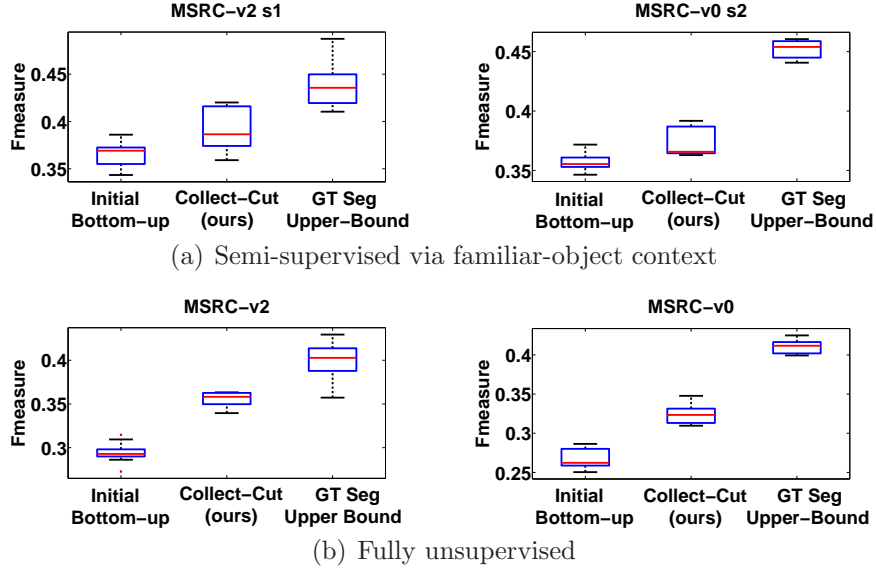 MSRC-v2 s1
Fmeasure
0.45
0.4
0.35
Initial Bottom-up
Collect-Cut (ours)
GT Seg Upper-Bound
MSRC-v0 s2
Fmeasure
0.45
0.4
0.35
Initial Bottom-up
Collect-Cut (ours)
GT Seg Upper-Bound
(a) Semi-supervised via familiar-object context
MSRC-v2
Fmeasure
0.4
0.35
0.3
Initial Bottom-up
Collect-Cut (ours)
GT Seg Upper Bound
MSRC-v0
Fmeasure
0.4
0.35
0.3
0.25
Initial Bottom-up
Collect-Cut (ours)
GT Seg Upper-Bound
(b) Fully unsupervised